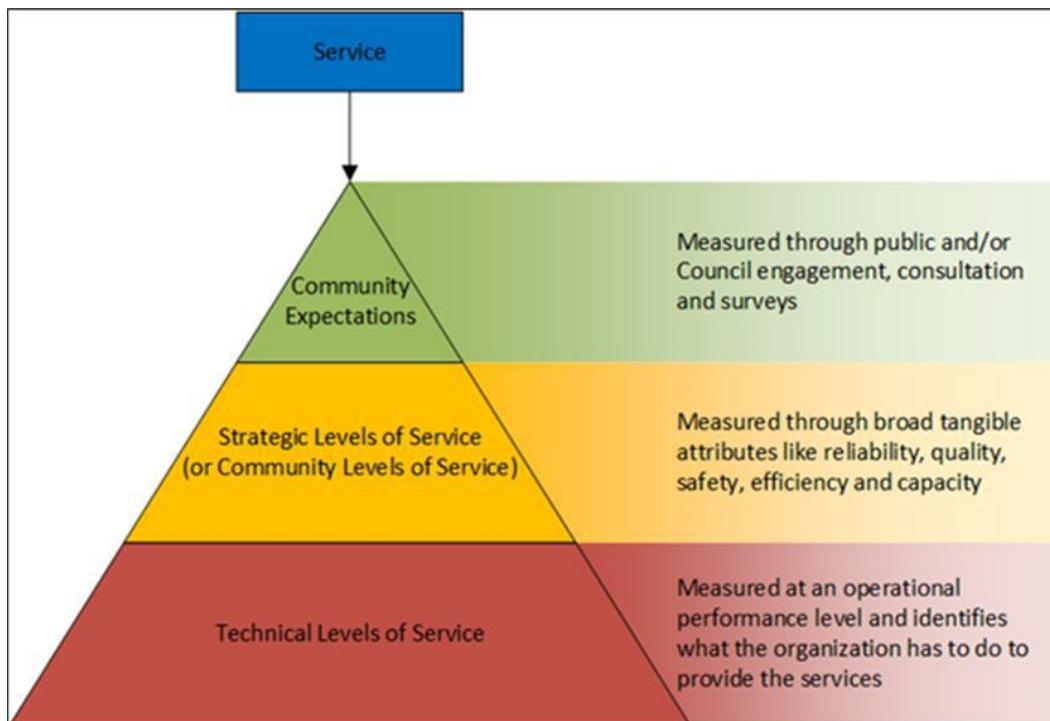 Service
Community
Expectations
Measured through public and/or
Council engagement, consultation
and surveys
Strategic Levels of Service
(or Community Levels of Service)
Measured through broad tangible
attributes like reliability, quality,
safety, efficiency and capacity
Technical Levels of Service
Measured at an operational
performance level and identifies
what the organization has to do to
provide the services